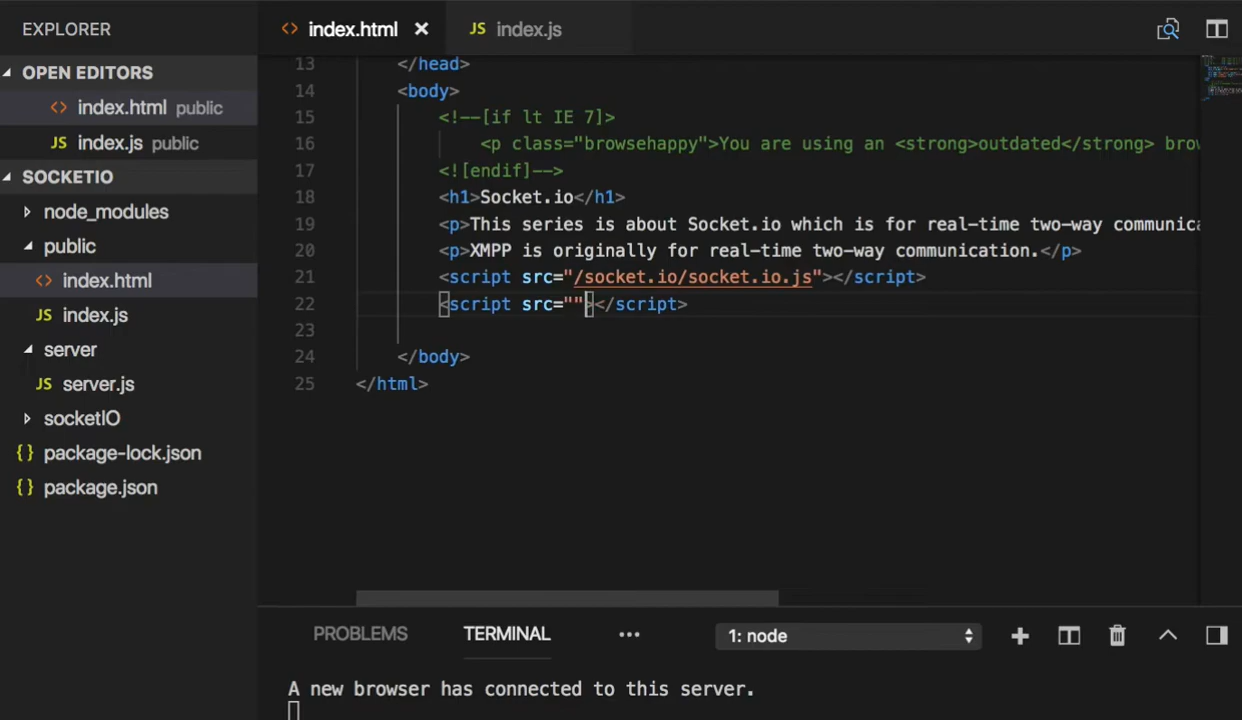 EXPLORER
index.html
JS index.js
OPEN EDITORS
index.html public
JS index.js public
SOCKETIO
node_modules
public
index.html
JS index.js
server
JS server.js
socketIO
{} package-lock.json
{} package.json
13 </head>
14 <body>
15 <!--[if lt IE 7]>
16 <p class="browsehappy">You are using an <strong>outdated</strong> brow
17 <![endif]-->
18 <h1>Socket.io</h1>
19 <p>This series is about Socket.io which is for real-time two-way communica
20 <p>XMPP is originally for real-time two-way communication.</p>
21 <script src="/socket.io/socket.io.js"></script>
22 <script src=""></script>
23
24 </body>
25 </html>
PROBLEMS
TERMINAL
1: node
A new browser has connected to this server.